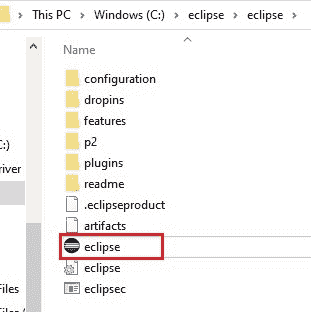 This PC > Windows (C:) > eclipse > eclipse >
Name
configuration
dropins
features
p2
plugins
readme
.eclipseproduct
artifacts
eclipse
eclipse
eclipsec
C:)
river
Files
Files (